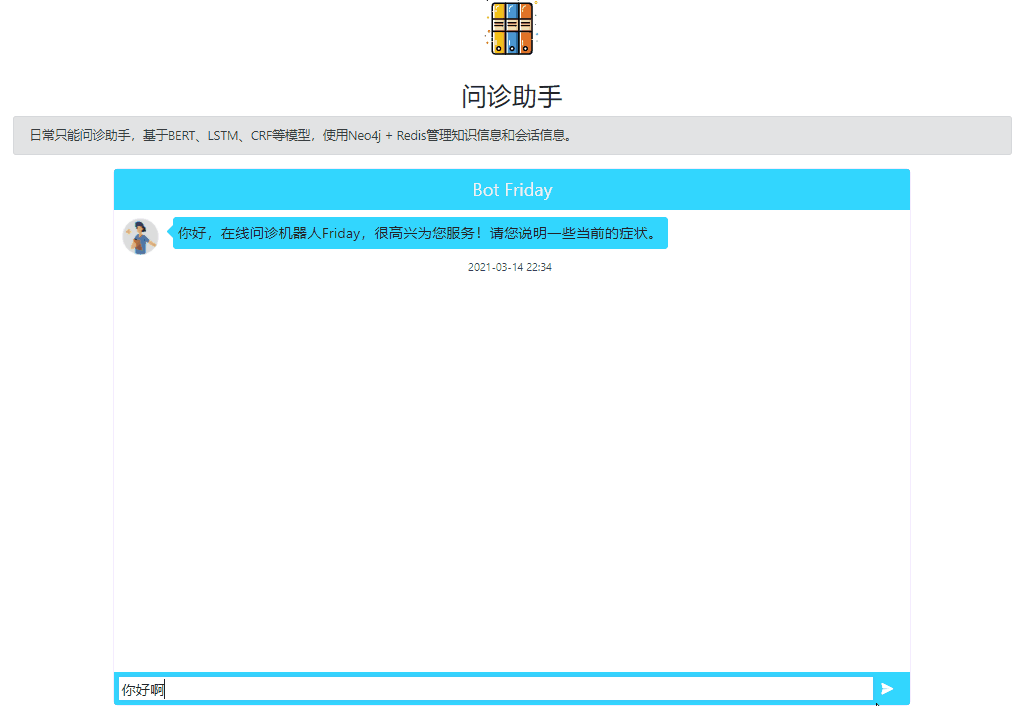 问诊助手
日常只能问诊助手，基于BERT、LSTM、CRF等模型，使用Neo4j + Redis管理知识信息和会话信息。
Bot Friday
你好，在线问诊机器人Friday，很高兴为您服务！请您说明一些当前的症状。
2021-03-14 22:34
你好啊